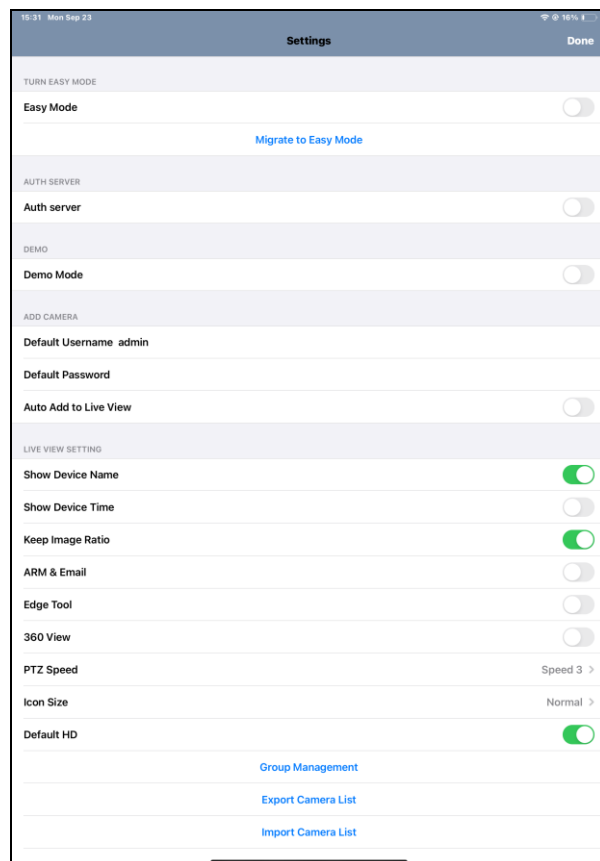 15:31 Mon Sep 23 16%
Settings Done
TURN EASY MODE
Easy Mode
Migrate to Easy Mode
AUTH SERVER
Auth server
DEMO
Demo Mode
ADD CAMERA
Default Username admin
Default Password
Auto Add to Live View
LIVE VIEW SETTING
Show Device Name
Show Device Time
Keep Image Ratio
ARM & Email
Edge Tool
360 View
PTZ Speed Speed 3 >
Icon Size Normal >
Default HD
Group Management
Export Camera List
Import Camera List